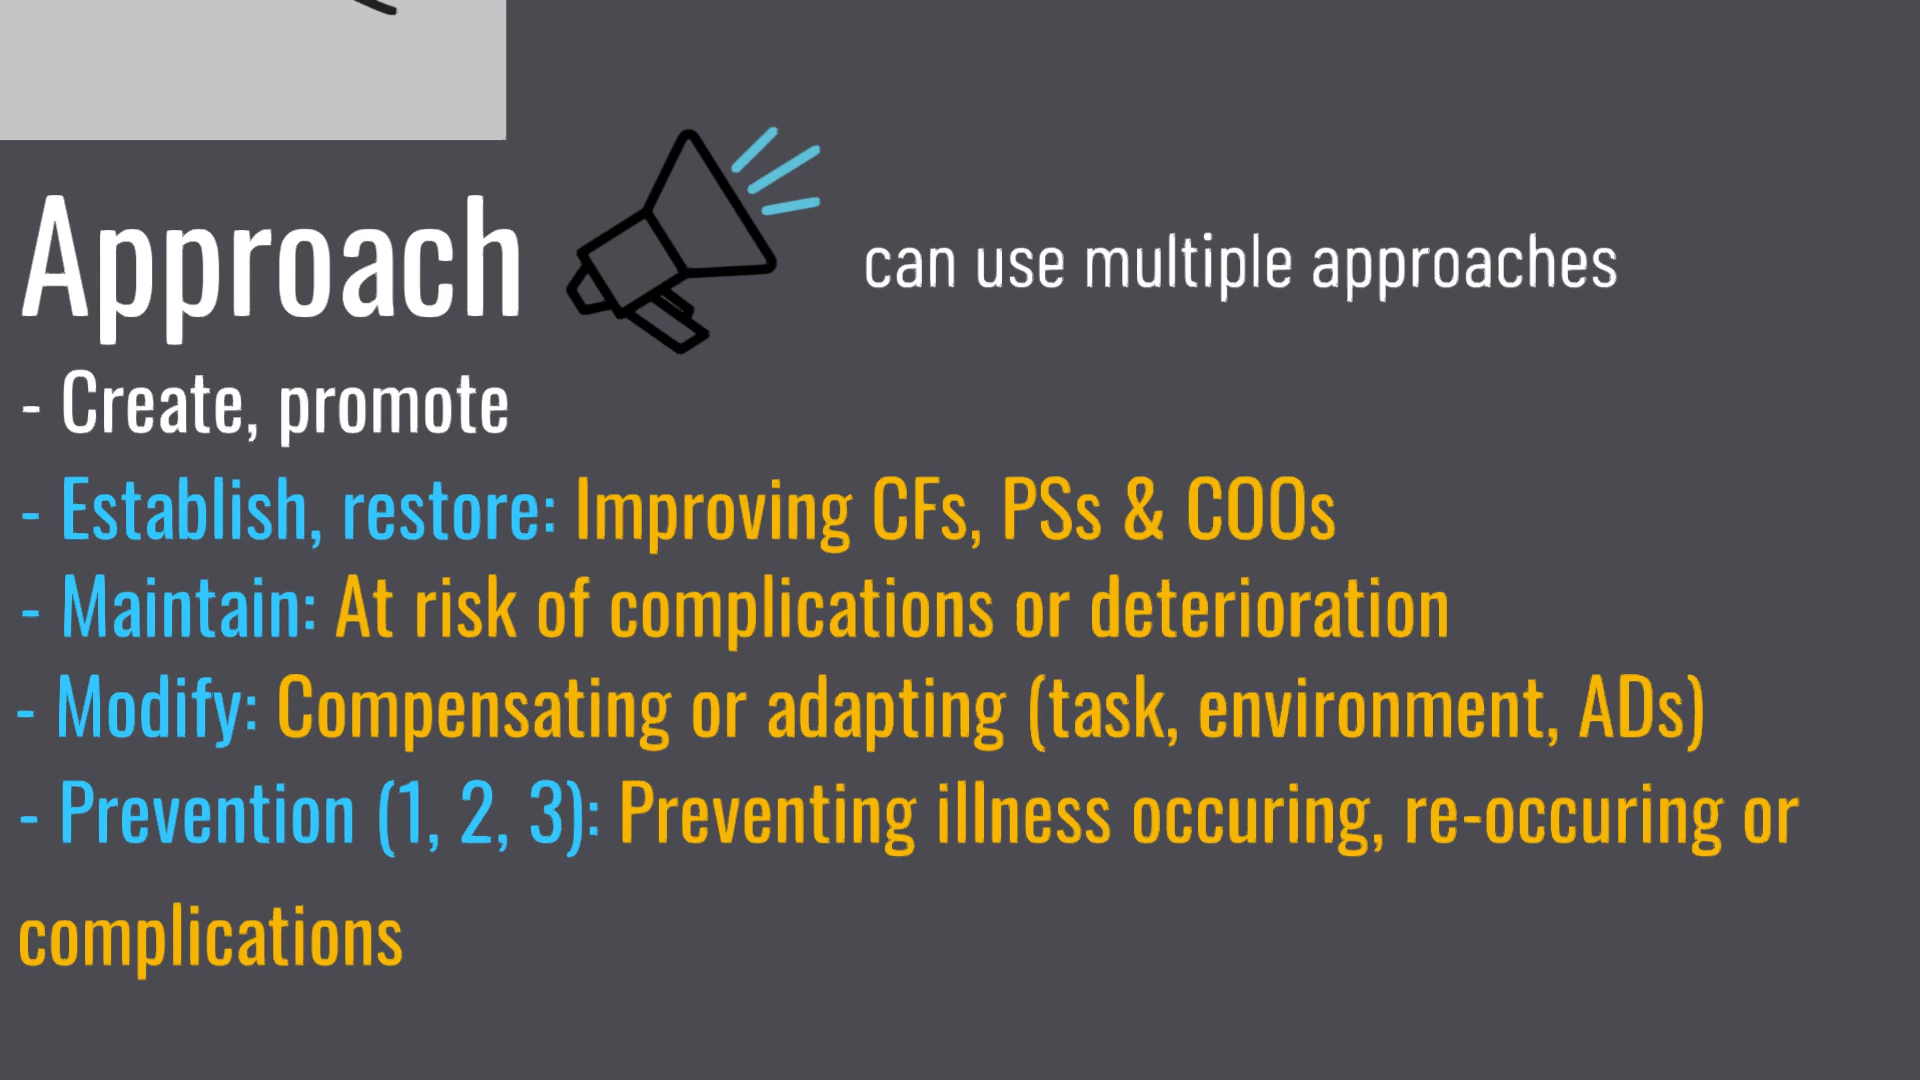 Approach
can use multiple approaches
- Create, promote
- Establish, restore: Improving CFs, PSs & COOs
- Maintain: At risk of complications or deterioration
- Modify: Compensating or adapting (task, environment, ADs)
- Prevention (1, 2, 3): Preventing illness occuring, re-occuring or
complications